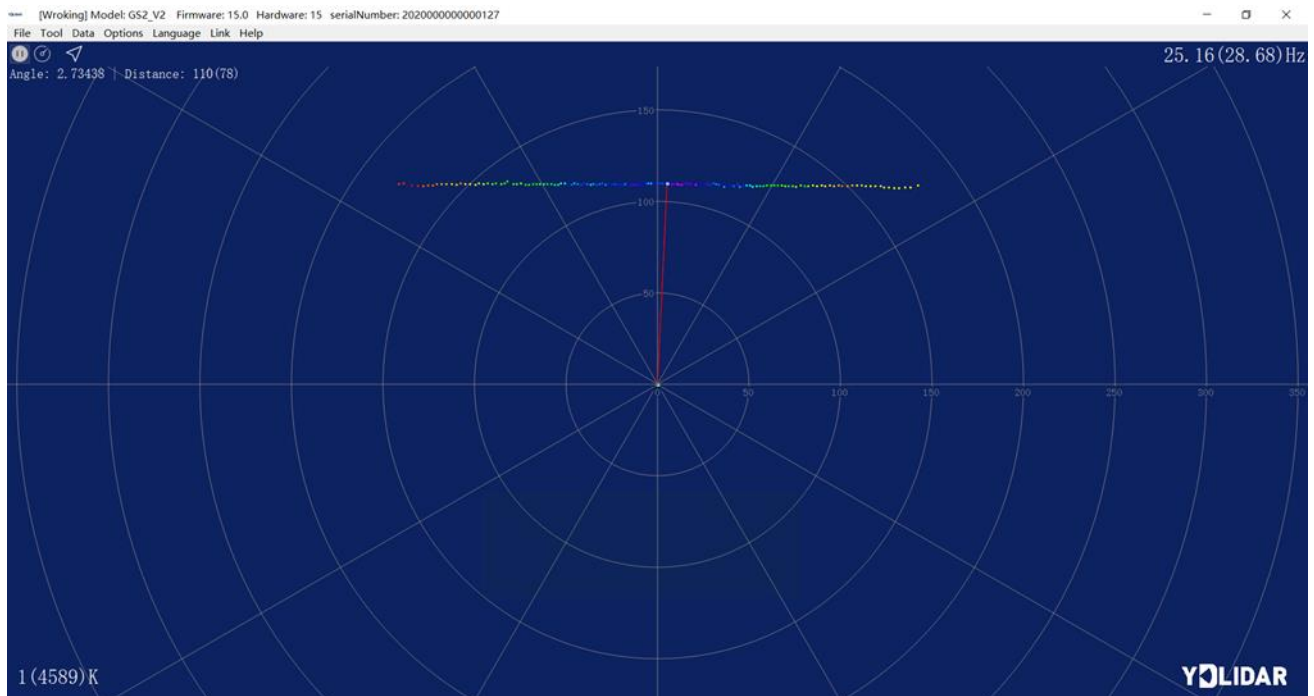 [Wroking] Model: GS2_V2 Firmware: 15.0 Hardware: 15 serialNumber: 2020000000000127
File Tool Data Options Language Link Help
25.16(28.68)Hz
Angle: 2.73438 | Distance: 110(78)
150
100
50
0 50 100 150 200 250 300 350
1(4589)K
YDLIDAR